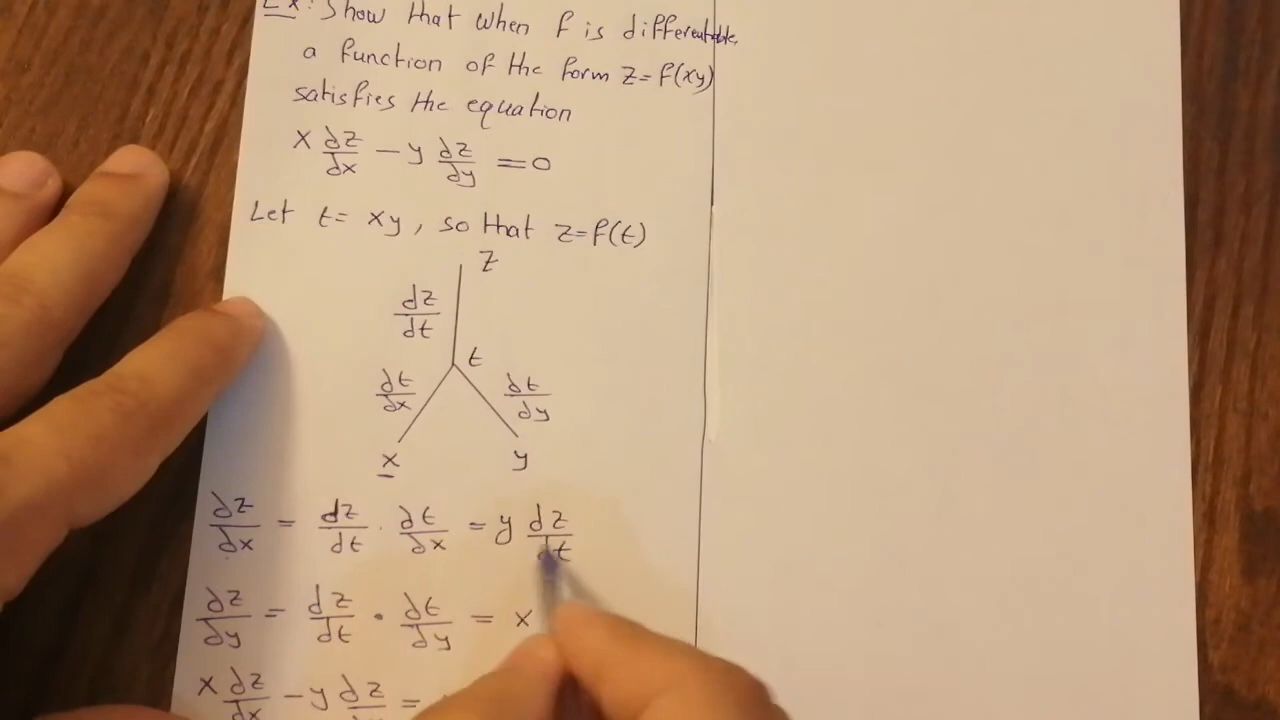 Ex: Show that when f is differentiable,
a function of the form z=f(xy)
satisfies the equation
x ∂z/∂x − y ∂z/∂y = 0
Let t= xy, so that z=f(t)
z
dz/dt
t
∂t/∂x ∂t/∂y
x y
∂z/∂x = dz/dt . ∂t/∂x = y dz/dt
∂z/∂y = dz/dt . ∂t/∂y = x
x ∂z/∂x − y ∂z/∂y =